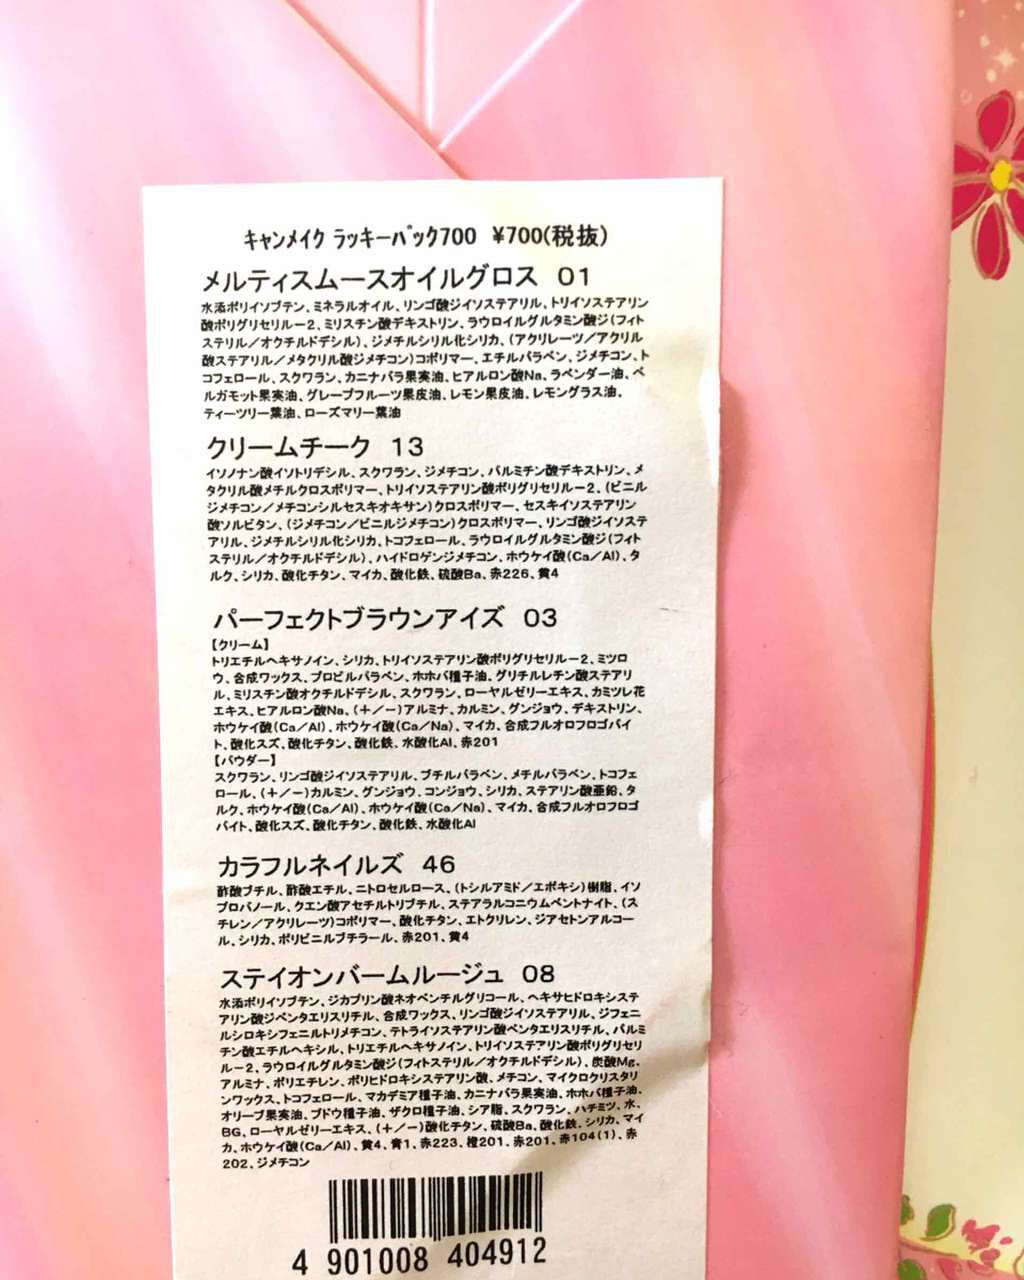 キャンメイク ラッキーパック700 ¥700(税抜)
メルティスムースオイルグロス 01
水添ポリイソブテン、ミネラルオイル、リンゴ酸ジイソステアリル、トリイソステアリン
酸ポリグリセリル－2、ミリスチン酸デキストリン、ラウロイルグルタミン酸ジ(フィト
ステリル／オクチルドデシル)、ジメチルシリル化シリカ、(アクリレーツ／アクリル
酸ステアリル／メタクリル酸ジメチコン)コポリマー、エチルパラベン、ジメチコン、ト
コフェロール、スクワラン、カニナバラ果実油、ヒアルロン酸Na、ラベンダー油、ベ
ルガモット果実油、グレープフルーツ果皮油、レモン果皮油、レモングラス油、
ティーツリー葉油、ローズマリー葉油
クリームチーク 13
イソノナン酸イソトリデシル、スクワラン、ジメチコン、パルミチン酸デキストリン、メ
タクリル酸メチルクロスポリマー、トリイソステアリン酸ポリグリセリル－2、(ビニル
ジメチコン／メチコンシルセスキオキサン)クロスポリマー、セスキイソステアリン
酸ソルビタン、(ジメチコン／ビニルジメチコン)クロスポリマー、リンゴ酸ジイソステ
アリル、ジメチルシリル化シリカ、トコフェロール、ラウロイルグルタミン酸ジ(フィト
ステリル／オクチルドデシル)、ハイドロゲンジメチコン、ホウケイ酸(Ca／Al)、タ
ルク、シリカ、酸化チタン、マイカ、酸化鉄、硫酸Ba、赤226、黄4
パーフェクトブラウンアイズ 03
【クリーム】
トリエチルヘキサノイン、シリカ、トリイソステアリン酸ポリグリセリル－2、ミツロ
ウ、合成ワックス、プロピルパラベン、ホホバ種子油、グリチルレチン酸ステアリ
ル、ミリスチン酸オクチルドデシル、スクワラン、ローヤルゼリーエキス、カミツレ花
エキス、ヒアルロン酸Na、(＋／－)アルミナ、カルミン、グンジョウ、デキストリン、
ホウケイ酸(Ca／Al)、ホウケイ酸(Ca／Na)、マイカ、合成フルオロフロゴパイ
ト、酸化スズ、酸化チタン、酸化鉄、水酸化Al、赤201
【パウダー】
スクワラン、リンゴ酸ジイソステアリル、ブチルパラベン、メチルパラベン、トコフェ
ロール、(＋／－)カルミン、グンジョウ、コンジョウ、シリカ、ステアリン酸亜鉛、タ
ルク、ホウケイ酸(Ca／Al)、ホウケイ酸(Ca／Na)、マイカ、合成フルオロフロゴ
パイト、酸化スズ、酸化チタン、酸化鉄、水酸化Al
カラフルネイルズ 46
酢酸ブチル、酢酸エチル、ニトロセルロース、(トシルアミド／エポキシ)樹脂、イソ
プロパノール、クエン酸アセチルトリブチル、ステアラルコニウムベントナイト、(ス
チレン／アクリレーツ)コポリマー、酸化チタン、エトクリレン、ジアセトンアルコー
ル、シリカ、ポリビニルブチラール、赤201、黄4
ステイオンバームルージュ 08
水添ポリイソブテン、ジカプリン酸ネオペンチルグリコール、ヘキサヒドロキシステ
アリン酸ジペンタエリスリチル、合成ワックス、リンゴ酸ジイソステアリル、ジフェニ
ルシロキシフェニルトリメチコン、テトライソステアリン酸ペンタエリスリチル、パルミ
チン酸エチルヘキシル、トリエチルヘキサノイン、トリイソステアリン酸ポリグリセリ
ル－2、ラウロイルグルタミン酸ジ(フィトステリル／オクチルドデシル)、炭酸Mg、
アルミナ、ポリエチレン、ポリヒドロキシステアリン酸、メチコン、マイクロクリスタリ
ンワックス、トコフェロール、マカデミア種子油、カニナバラ果実油、ホホバ種子油、
オリーブ果実油、ブドウ種子油、ザクロ種子油、シア脂、スクワラン、ハチミツ、水、
BG、ローヤルゼリーエキス、(＋／－)酸化チタン、硫酸Ba、酸化鉄、シリカ、マイ
カ、ホウケイ酸(Ca／Al)、黄4、青1、赤223、橙201、赤201、赤104(1)、赤
202、ジメチコン
4 901008 404912